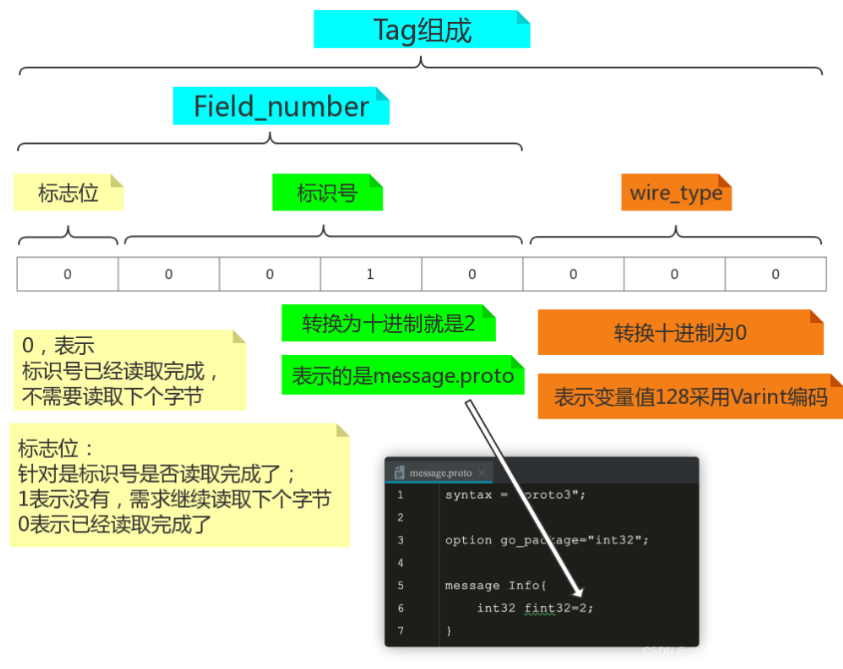 Tag组成
Field_number
标志位
标识号
wire_type
0 0 0 1 0 0 0 0
转换为十进制就是2
表示的是message.proto
转换十进制为0
表示变量值128采用Varint编码
0，表示
标识号已经读取完成，
不需要读取下个字节
标志位：
针对是标识号是否读取完成了；
1表示没有，需求继续读取下个字节
0表示已经读取完成了
message.proto
1 syntax = "proto3";
2
3 option go_package="int32";
4
5 message Info{
6 int32 fint32=2;
7 }